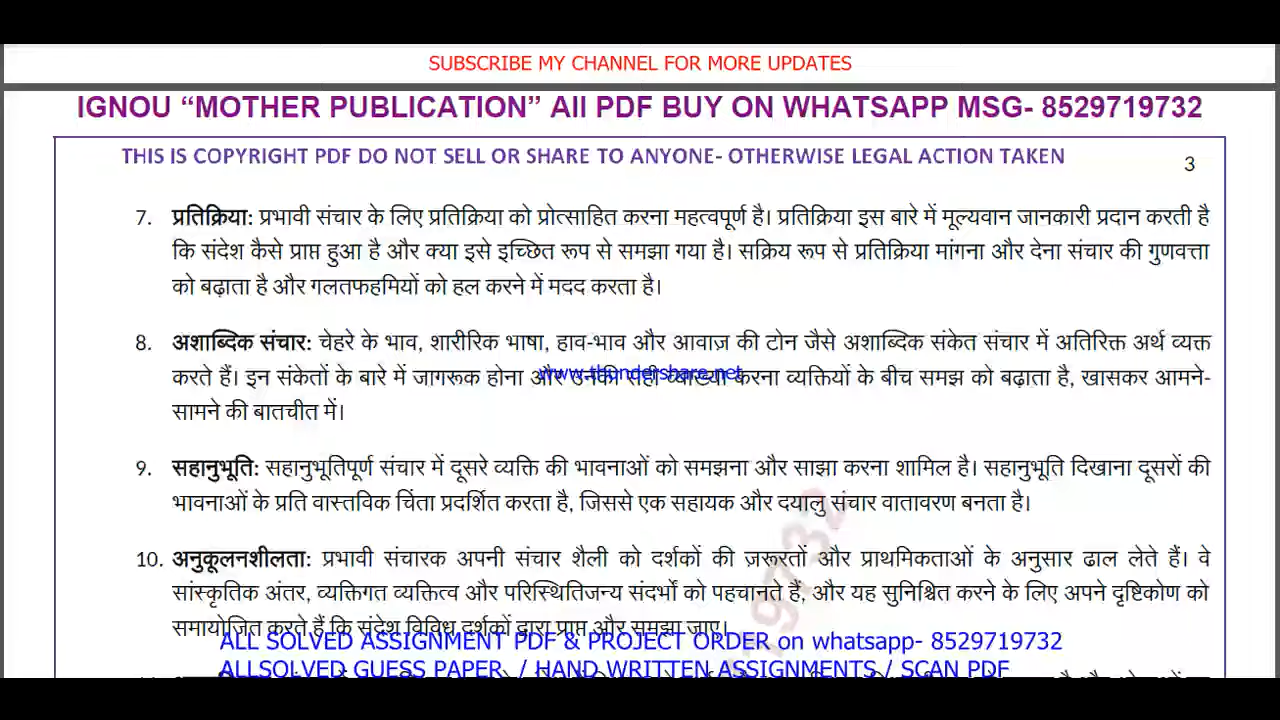 SUBSCRIBE MY CHANNEL FOR MORE UPDATES
IGNOU “MOTHER PUBLICATION” All PDF BUY ON WHATSAPP MSG- 8529719732
THIS IS COPYRIGHT PDF DO NOT SELL OR SHARE TO ANYONE- OTHERWISE LEGAL ACTION TAKEN
3
7. प्रतिक्रिया: प्रभावी संचार के लिए प्रतिक्रिया को प्रोत्साहित करना महत्वपूर्ण है। प्रतिक्रिया इस बारे में मूल्यवान जानकारी प्रदान करती है
कि संदेश कैसे प्राप्त हुआ है और क्या इसे इच्छित रूप से समझा गया है। सक्रिय रूप से प्रतिक्रिया मांगना और देना संचार की गुणवत्ता
को बढ़ाता है और गलतफहमियों को हल करने में मदद करता है।
8. अशाब्दिक संचार: चेहरे के भाव, शारीरिक भाषा, हाव-भाव और आवाज़ की टोन जैसे अशाब्दिक संकेत संचार में अतिरिक्त अर्थ व्यक्त
करते हैं। इन संकेतों के बारे में जागरूक होना और उनकी सही व्याख्या करना व्यक्तियों के बीच समझ को बढ़ाता है, खासकर आमने-
www.thundershare.net
सामने की बातचीत में।
9. सहानुभूति: सहानुभूतिपूर्ण संचार में दूसरे व्यक्ति की भावनाओं को समझना और साझा करना शामिल है। सहानुभूति दिखाना दूसरों की
भावनाओं के प्रति वास्तविक चिंता प्रदर्शित करता है, जिससे एक सहायक और दयालु संचार वातावरण बनता है।
10. अनुकूलनशीलता: प्रभावी संचारक अपनी संचार शैली को दर्शकों की ज़रूरतों और प्राथमिकताओं के अनुसार ढाल लेते हैं। वे
सांस्कृतिक अंतर, व्यक्तिगत व्यक्तित्व और परिस्थितिजन्य संदर्भों को पहचानते हैं, और यह सुनिश्चित करने के लिए अपने दृष्टिकोण को
समायोजित करते हैं कि संदेश विविध दर्शकों द्वारा प्राप्त और समझा जाए।
19732
ALL SOLVED ASSIGNMENT PDF & PROJECT ORDER on whatsapp- 8529719732
ALLSOLVED GUESS PAPER / HAND WRITTEN ASSIGNMENTS / SCAN PDF